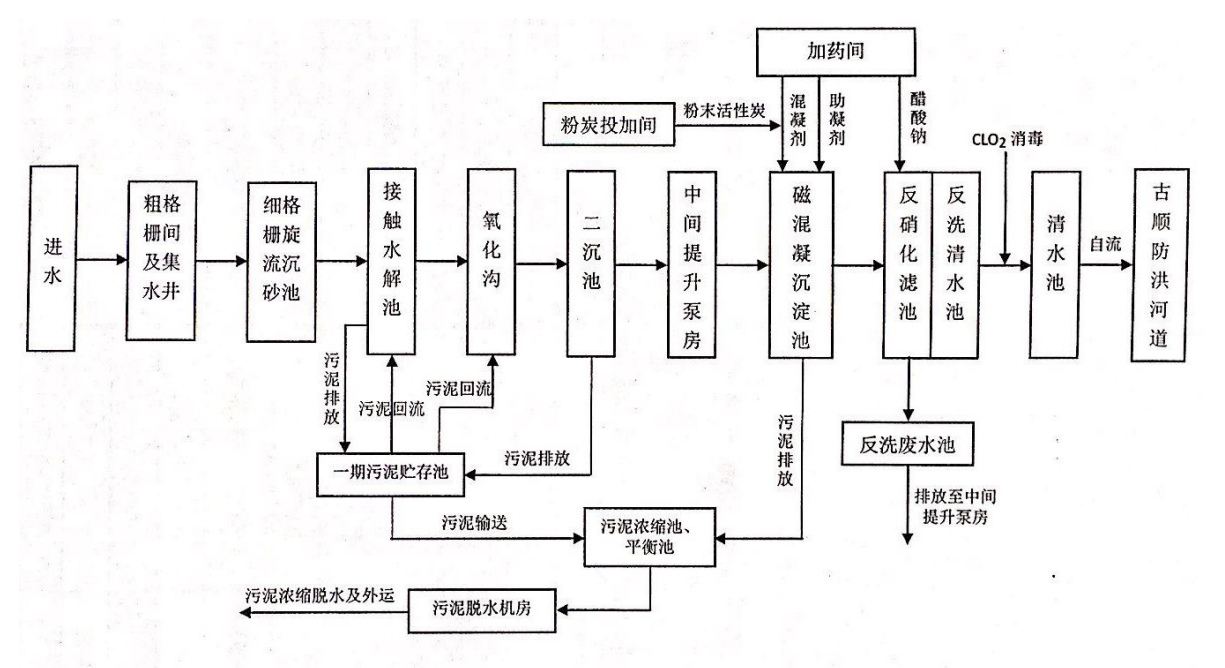 加药间
粉炭投加间
粉末活性炭
混凝剂
助凝剂
醋酸钠
CLO₂ 消毒
进水
粗格
栅间
及集
水井
细格
栅旋
流沉
砂池
接触水解池
氧化沟
二沉池
中间提升泵房
磁混凝沉淀池
反硝化滤池
反洗清水池
清水池
自流
古顺防洪河道
污泥排放
污泥回流
污泥回流
污泥排放
污泥排放
一期污泥贮存池
反洗废水池
排放至中间
提升泵房
污泥输送
污泥浓缩池、
平衡池
污泥浓缩脱水及外运
污泥脱水机房